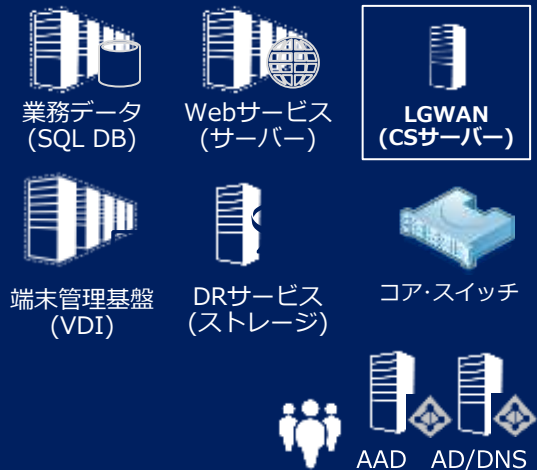 業務データ
(SQL DB)
Webサービス
(サーバー)
LGWAN
(CSサーバー)
端末管理基盤
(VDI)
DRサービス
(ストレージ)
コア・スイッチ
AAD
AD/DNS